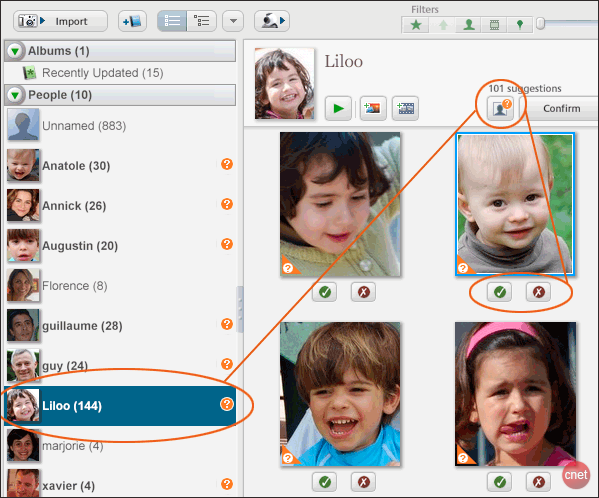 Import
Filters
Albums (1)
Recently Updated (15)
People (10)
Unnamed (883)
Anatole (30)
Annick (26)
Augustin (20)
Florence (8)
guillaume (28)
guy (24)
Liloo (144)
marjorie (4)
xavier (4)
Liloo
101 suggestions
?
Confirm
?
?
?
?
?
?
?
?
?
?
?
cnet